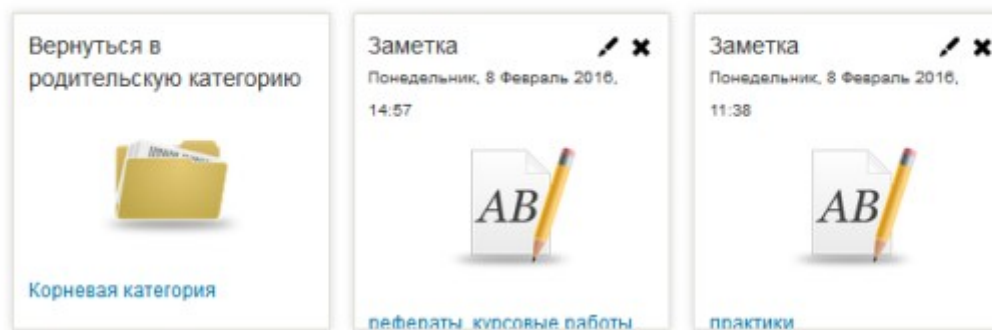 Вернуться в
родительскую категорию
Корневая категория
Заметка
Понедельник, 8 Февраль 2016,
14:57
AB
рефераты, курсовые работы
Заметка
Понедельник, 8 Февраль 2016,
11:38
AB
практики